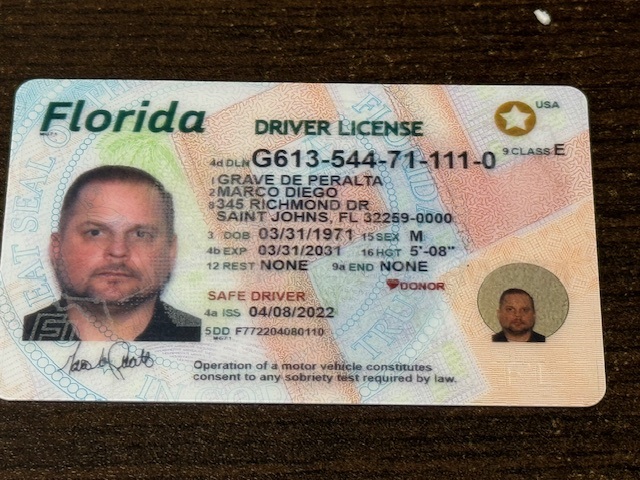 Florida
DRIVER LICENSE
USA
4d DLN G613-544-71-111-0
9 CLASS E
1 GRAVE DE PERALTA
2 MARCO DIEGO
8 345 RICHMOND DR
SAINT JOHNS, FL 32259-0000
3 DOB 03/31/1971 15 SEX M
4b EXP 03/31/2031 16 HGT 5'-08"
12 REST NONE 9a END NONE
DONOR
SAFE DRIVER
4a ISS 04/08/2022
5 DD F772204080110
Operation of a motor vehicle constitutes
consent to any sobriety test required by law.